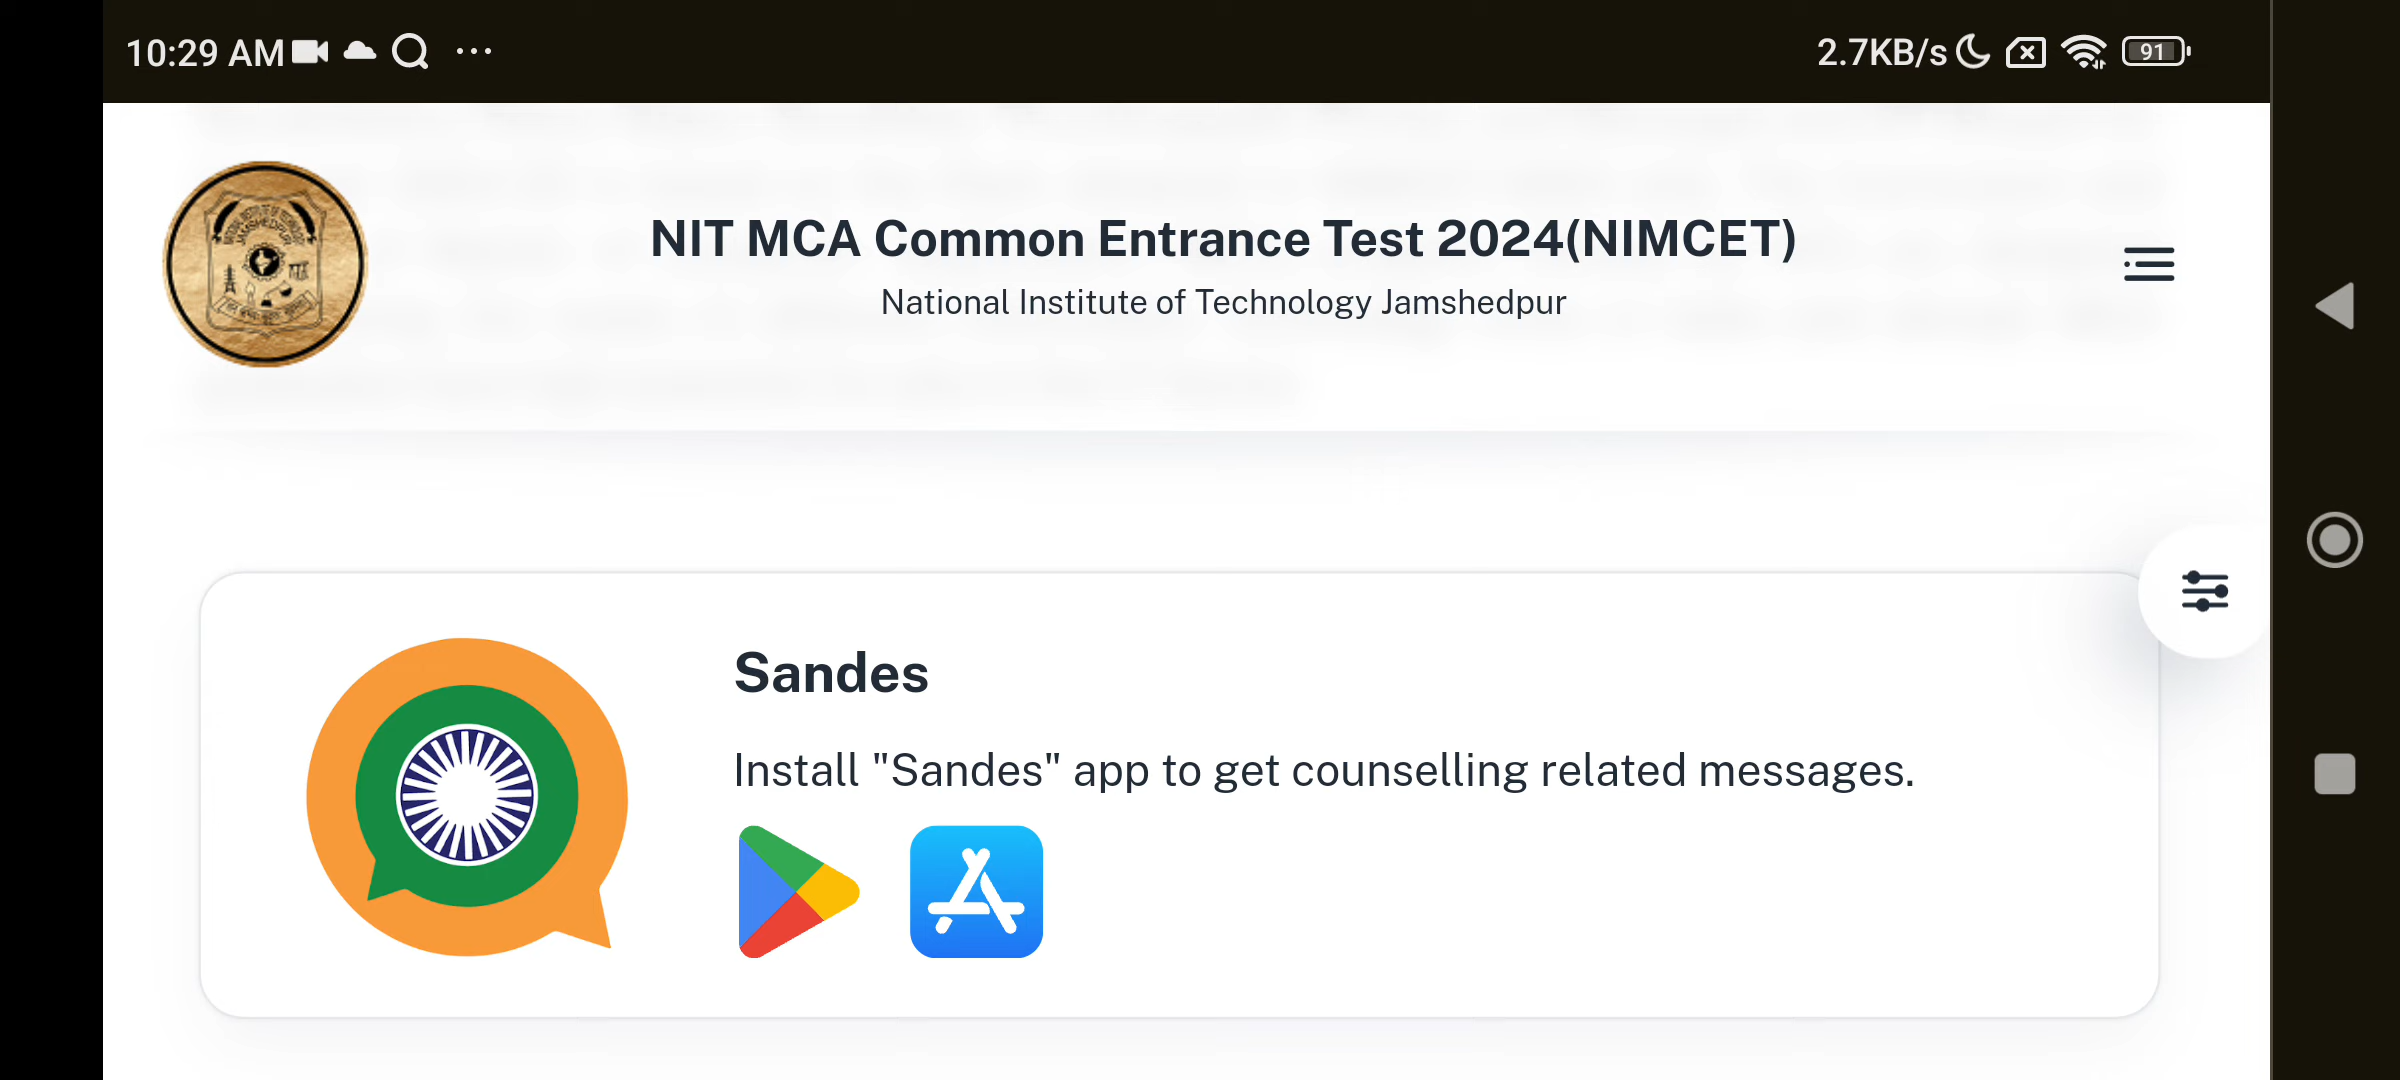 10:29 AM ... 2.7KB/s 91
NIT MCA Common Entrance Test 2024(NIMCET)
National Institute of Technology Jamshedpur
Sandes
Install "Sandes" app to get counselling related messages.